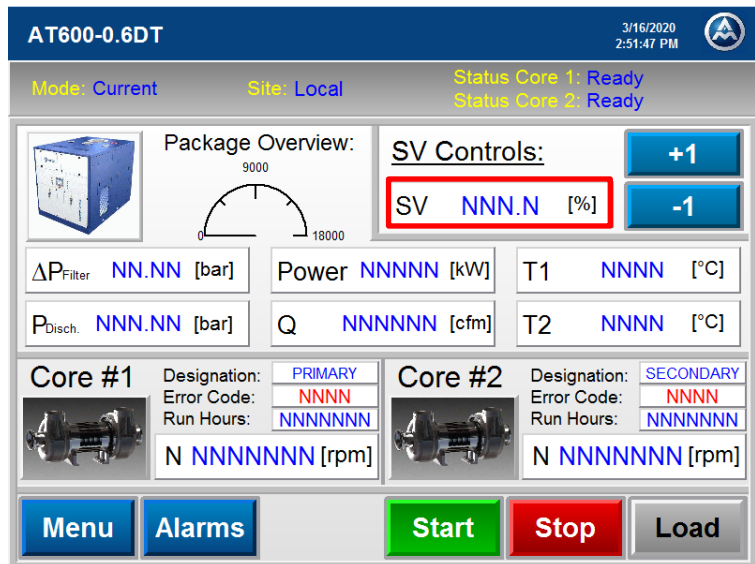 AT600-0.6DT
3/16/2020
2:51:47 PM
Mode: Current
Site: Local
Status Core 1: Ready
Status Core 2: Ready
Package Overview:
9000
0
18000
SV Controls:
+1
SV NNN.N [%]
-1
ΔPFilter NN.NN [bar]
Power NNNNN [kW]
T1 NNNN [°C]
PDisch. NNN.NN [bar]
Q NNNNNN [cfm]
T2 NNNN [°C]
Core #1
Designation: PRIMARY
Error Code: NNNN
Run Hours: NNNNNNN
N NNNNNNN [rpm]
Core #2
Designation: SECONDARY
Error Code: NNNN
Run Hours: NNNNNNN
N NNNNNNN [rpm]
Menu
Alarms
Start
Stop
Load